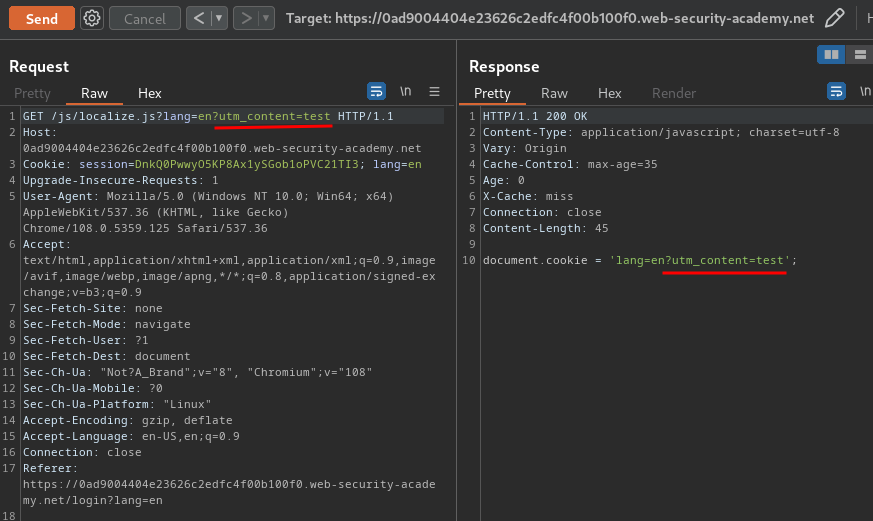 Send Cancel < ▼ > ▼ Target: https://0ad9004404e23626c2edfc4f00b100f0.web-security-academy.net H
Request
Pretty Raw Hex \n
1 GET /js/localize.js?lang=en?utm_content=test HTTP/1.1
2 Host:
0ad9004404e23626c2edfc4f00b100f0.web-security-academy.net
3 Cookie: session=DnkQ0PwwyO5KP8Ax1ySGob1oPVC21TI3; lang=en
4 Upgrade-Insecure-Requests: 1
5 User-Agent: Mozilla/5.0 (Windows NT 10.0; Win64; x64)
AppleWebKit/537.36 (KHTML, like Gecko)
Chrome/108.0.5359.125 Safari/537.36
6 Accept:
text/html,application/xhtml+xml,application/xml;q=0.9,image
/avif,image/webp,image/apng,*/*;q=0.8,application/signed-ex
change;v=b3;q=0.9
7 Sec-Fetch-Site: none
8 Sec-Fetch-Mode: navigate
9 Sec-Fetch-User: ?1
10 Sec-Fetch-Dest: document
11 Sec-Ch-Ua: "Not?A_Brand";v="8", "Chromium";v="108"
12 Sec-Ch-Ua-Mobile: ?0
13 Sec-Ch-Ua-Platform: "Linux"
14 Accept-Encoding: gzip, deflate
15 Accept-Language: en-US,en;q=0.9
16 Connection: close
17 Referer:
https://0ad9004404e23626c2edfc4f00b100f0.web-security-acade
my.net/login?lang=en
18
Response
Pretty Raw Hex Render \n
1 HTTP/1.1 200 OK
2 Content-Type: application/javascript; charset=utf-8
3 Vary: Origin
4 Cache-Control: max-age=35
5 Age: 0
6 X-Cache: miss
7 Connection: close
8 Content-Length: 45
9
10 document.cookie = 'lang=en?utm_content=test';